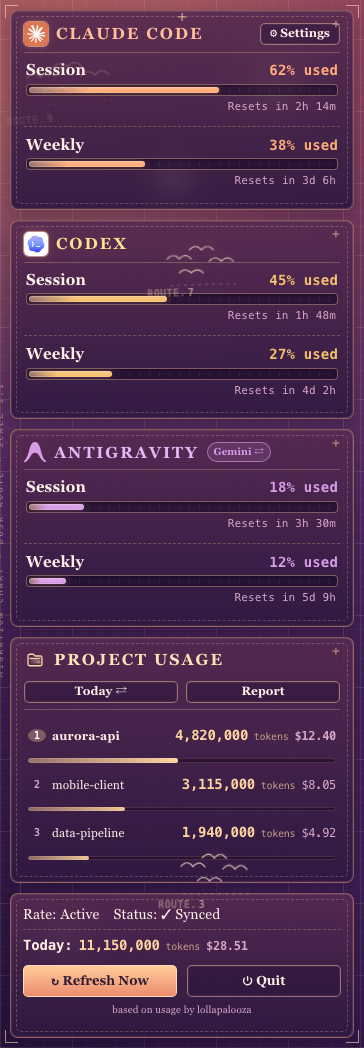 CLAUDE CODE
⚙ Settings
Session 62% used
Resets in 2h 14m
ROUTE. 9
Weekly 38% used
Resets in 3d 6h
CODEX
Session 45% used
ROUTE. 7
Resets in 1h 48m
Weekly 27% used
Resets in 4d 2h
ANTIGRAVITY Gemini ⇄
Session 18% used
Resets in 3h 30m
Weekly 12% used
Resets in 5d 9h
PROJECT USAGE
Today ⇄ Report
1 aurora-api 4,820,000 tokens $12.40
2 mobile-client 3,115,000 tokens $8.05
3 data-pipeline 1,940,000 tokens $4.92
ROUTE. 3
Rate: Active Status: ✓ Synced
Today: 11,150,000 tokens $28.51
↻ Refresh Now ⏻ Quit
based on usage by lollapalooza